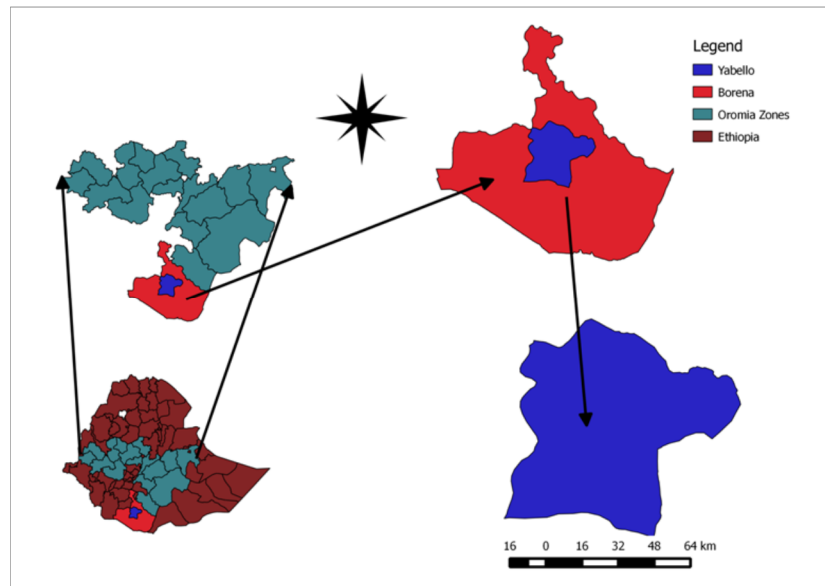 Legend
Yabello
Borena
Oromia Zones
Ethiopia
16 0 16 32 48 64 km